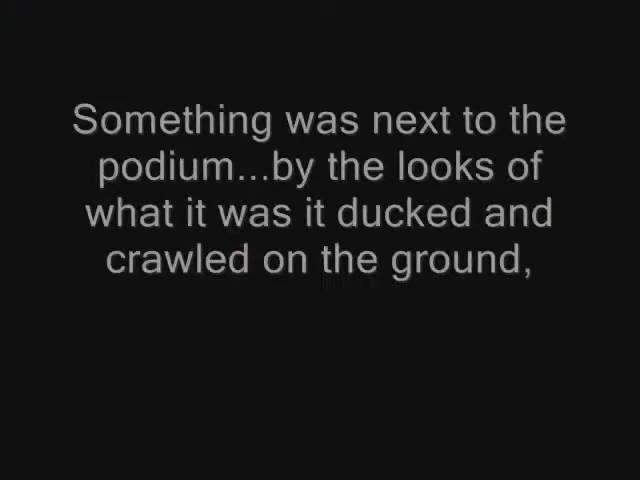 Something was next to the
podium...by the looks of
what it was it ducked and
crawled on the ground,